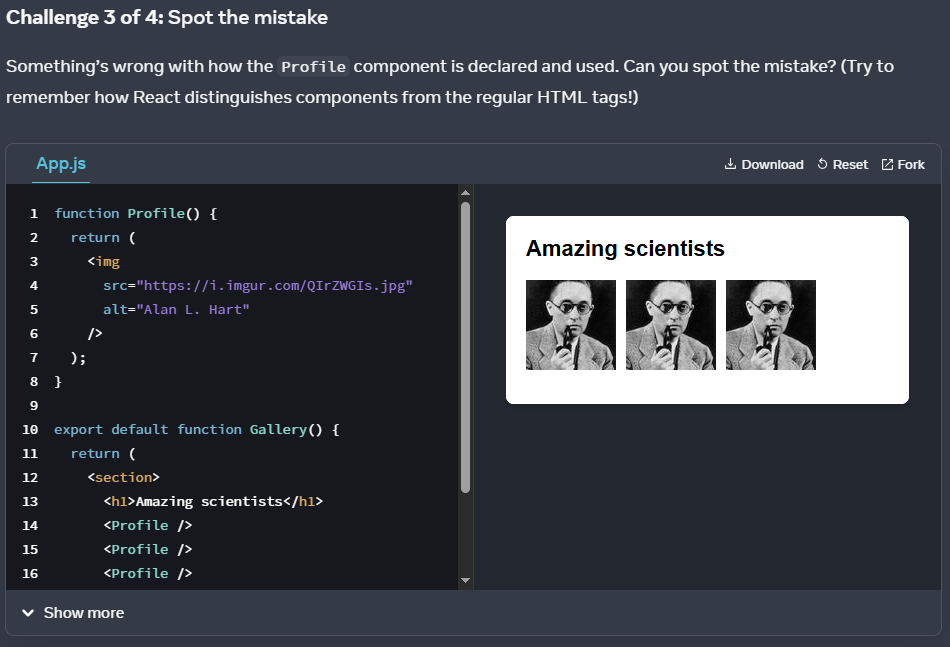 Challenge 3 of 4: Spot the mistake
Something's wrong with how the Profile component is declared and used. Can you spot the mistake? (Try to
remember how React distinguishes components from the regular HTML tags!)
App.js
Download Reset Fork
1 function Profile() {
2 return (
3 <img
4 src="https://i.imgur.com/QIrZWGIs.jpg"
5 alt="Alan L. Hart"
6 />
7 );
8 }
9
10 export default function Gallery() {
11 return (
12 <section>
13 <h1>Amazing scientists</h1>
14 <Profile />
15 <Profile />
16 <Profile />
Amazing scientists
Show more